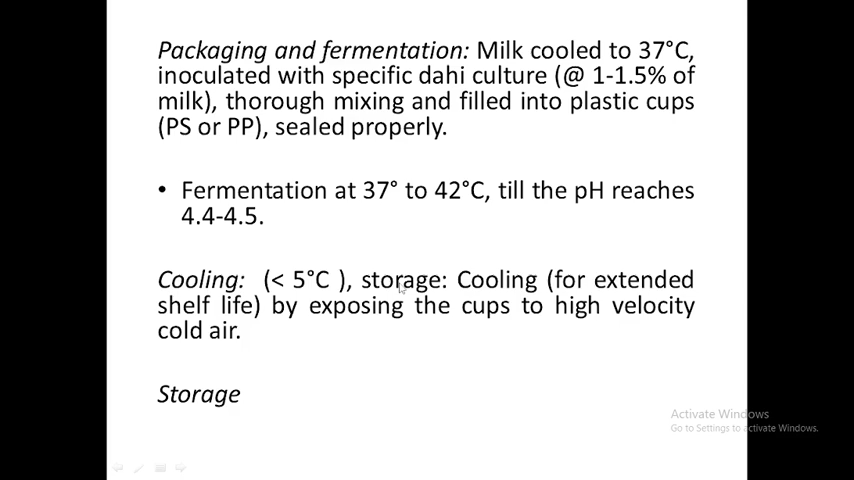 Packaging and fermentation: Milk cooled to 37°C,
inoculated with specific dahi culture (@ 1-1.5% of
milk), thorough mixing and filled into plastic cups
(PS or PP), sealed properly.
• Fermentation at 37° to 42°C, till the pH reaches
4.4-4.5.
Cooling: (< 5°C ), storage: Cooling (for extended
shelf life) by exposing the cups to high velocity
cold air.
Storage
Activate Windows
Go to Settings to activate Windows.